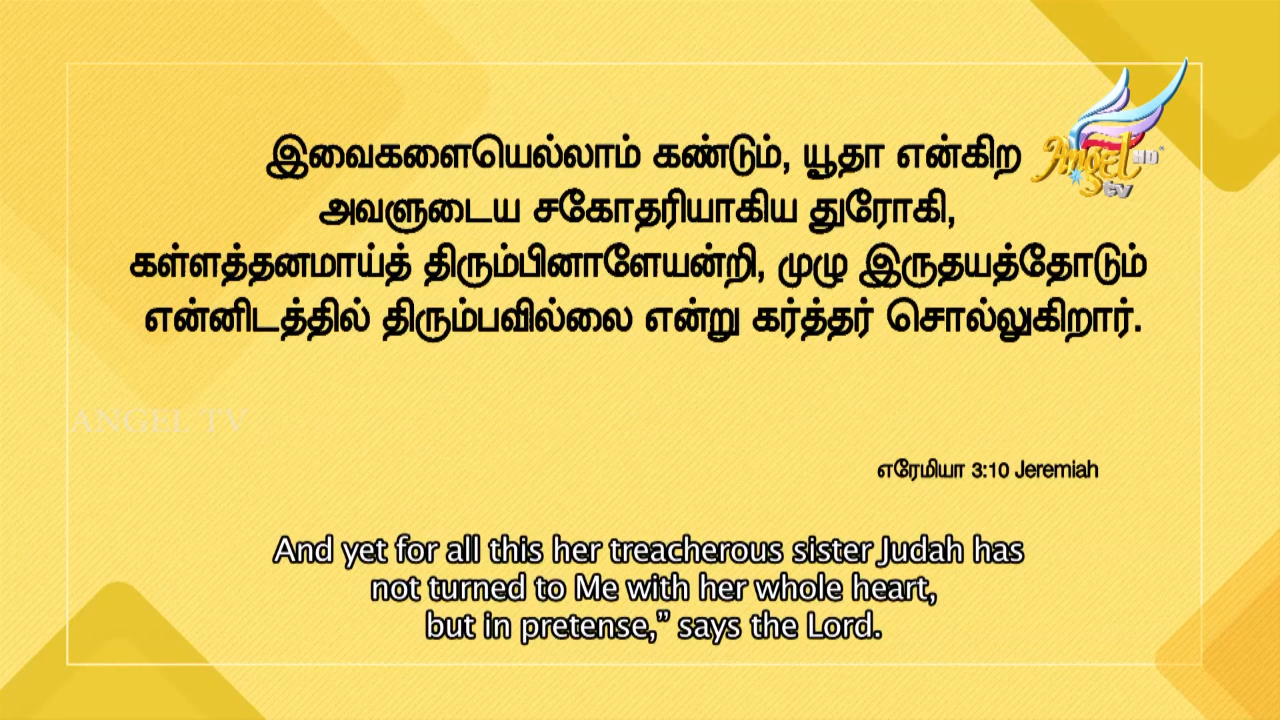 இவைகளையெல்லாம் கண்டும், யூதா என்கிற
அவளுடைய சகோதரியாகிய துரோகி,
கள்ளத்தனமாய்த் திரும்பினாளேயன்றி, முழு இருதயத்தோடும்
என்னிடத்தில் திரும்பவில்லை என்று கர்த்தர் சொல்லுகிறார்.
Angel HD
tv
ANGEL TV
எரேமியா 3:10 Jeremiah
And yet for all this her treacherous sister Judah has
not turned to Me with her whole heart,
but in pretense,” says the Lord.